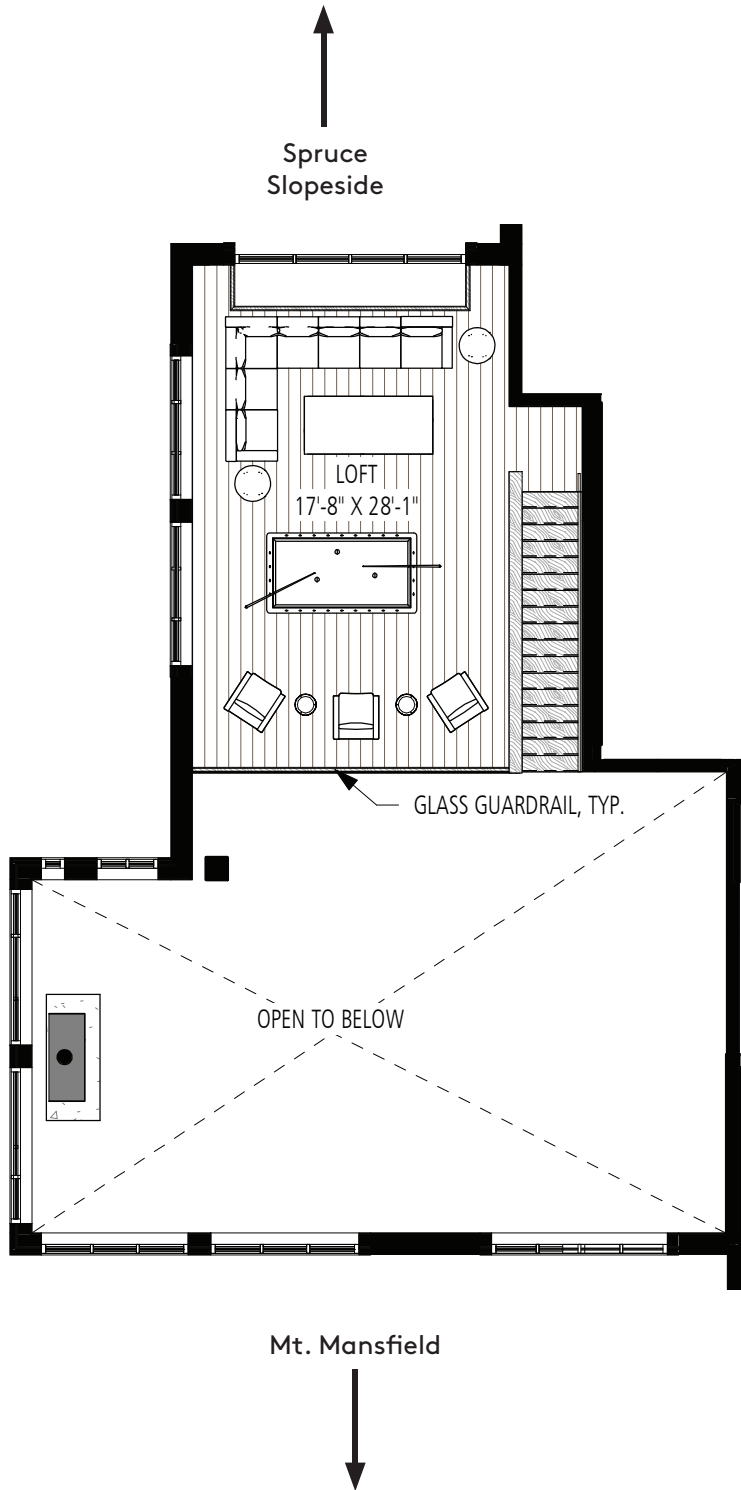 Spruce
Slopeside
LOFT
17'-8" X 28'-1"
GLASS GUARDRAIL, TYP.
OPEN TO BELOW
Mt. Mansfield